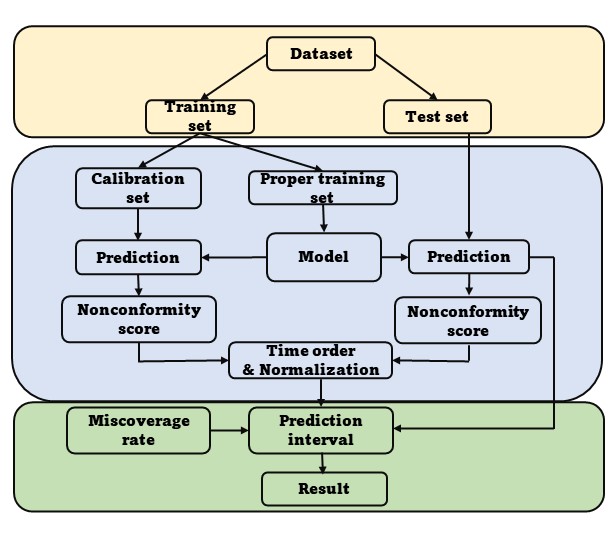 Dataset
Training
set
Test set
Calibration
set
Proper training
set
Prediction
Model
Prediction
Nonconformity
score
Nonconformity
score
Time order
& Normalization
Miscoverage
rate
Prediction
interval
Result